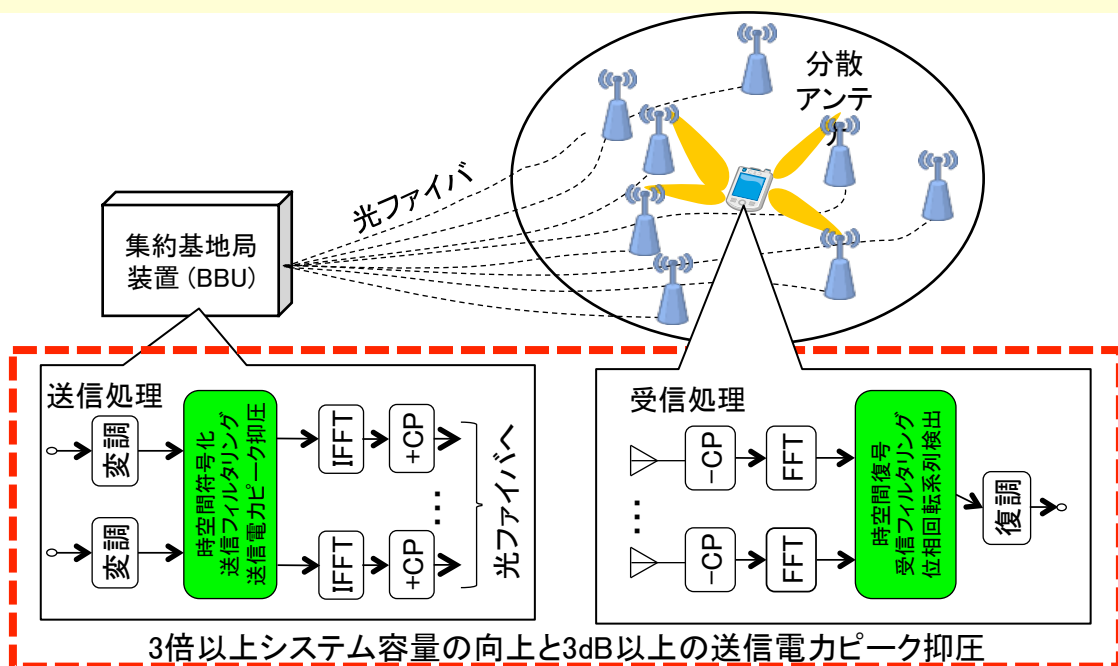 分散
アンテ
ナ
光ファイバ
集約基地局
装置(BBU)
送信処理
変調
変調
時空間符号化
送信フィルタリング
送信電力ピーク抑圧
IFFT
IFFT
+CP
+CP
…
光ファイバへ
受信処理
…
-CP
-CP
FFT
FFT
時空間復号
受信フィルタリング
位相回転系列検出
復調
3倍以上システム容量の向上と3dB以上の送信電力ピーク抑圧